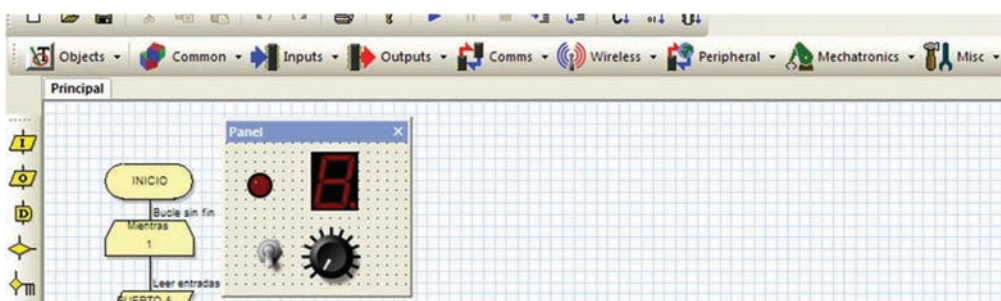 Objects Common Inputs Outputs Comms Wireless Peripheral Mechatronics Misc
Principal
Panel
INICIO
Bucle sin fin
Mientras
1
Leer entradas
PUERTO A
I
O
D